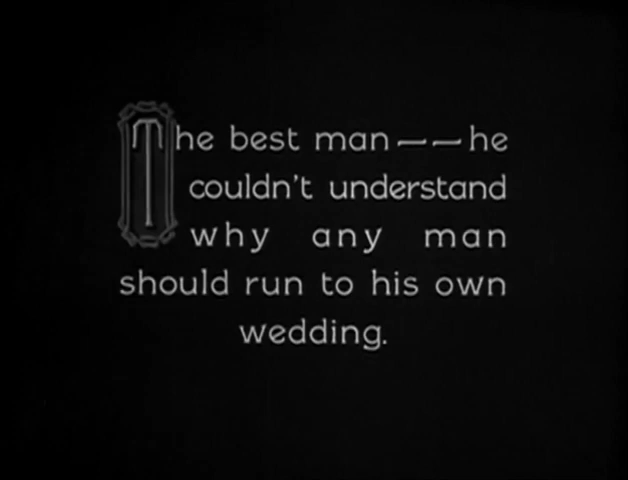 The best man——he
couldn't understand
why any man
should run to his own
wedding.